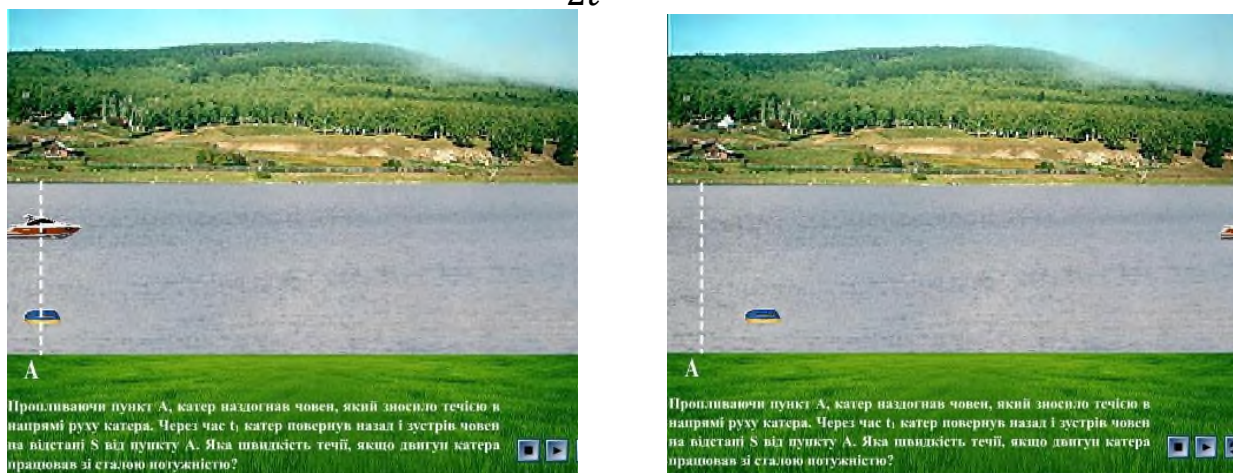 2t
A
Пропливаючи пункт А, катер наздогнав човен, який зносило течією в
напрямі руху катера. Через час t₁ катер повернув назад і зустрів човен
на відстані S від пункту А. Яка швидкість течії, якщо двигун катера
працював зі сталою потужністю?
A
Пропливаючи пункт А, катер наздогнав човен, який зносило течією в
напрямі руху катера. Через час t₁ катер повернув назад і зустрів човен
на відстані S від пункту А. Яка швидкість течії, якщо двигун катера
працював зі сталою потужністю?